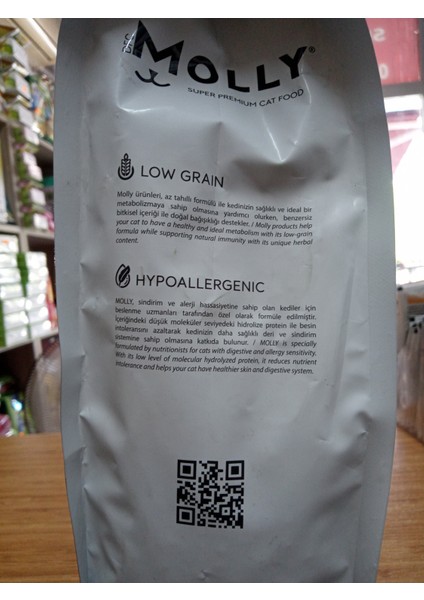 MOLLY®
SUPER PREMIUM CAT FOOD
LOW GRAIN
Molly ürünleri, az tahıllı formülü ile kedinizin sağlıklı ve ideal bir
metabolizmaya sahip olmasına yardımcı olurken, benzersiz
bitkisel içeriği ile doğal bağışıklığı destekler. / Molly products help
your cat to have a healthy and ideal metabolism with its low-grain
formula while supporting natural immunity with its unique herbal
content.
HYPOALLERGENIC
MOLLY, sindirim ve alerji hassasiyetine sahip olan kediler için
beslenme uzmanları tarafından özel olarak formüle edilmiştir.
İçeriğindeki düşük moleküler seviyedeki hidrolize protein ile besin
intoleransını azaltarak kedinizin daha sağlıklı deri ve sindirim
sistemine sahip olmasına katkıda bulunur. / MOLLY is specially
formulated by nutritionists for cats with digestive and allergy sensitivity.
With its low level of molecular hydrolyzed protein, it reduces nutrient
intolerance and helps your cat have healthier skin and digestive system.